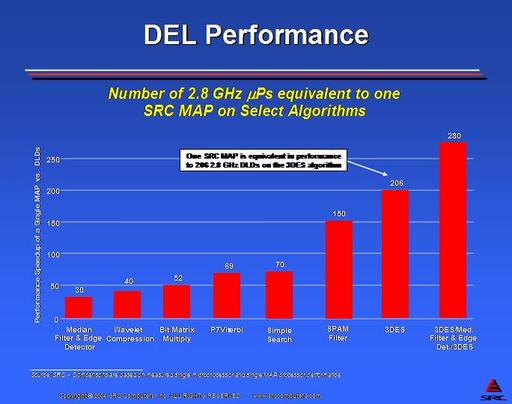 DEL Performance
Number of 2.8 GHz µPs equivalent to one
SRC MAP on Select Algorithms
Performance Speedup of a Single MAP vs. DLDs
250
200
150
100
50
0
One SRC MAP is equivalent in performance
to 206 2.8 GHz DLDs on the 3DES algorithm
30
40
52
69
70
150
206
280
Median
Filter & Edge
Detector
Wavelet
Compression
Bit Matrix
Multiply
P7Viterbi
Simple
Search
SPAM
Filter
3DES
3DES/Med.
Filter & Edge
Det./3DES
Source: SRC - Comparisons are based on measured single microprocessor and single MAP processor performance
Copyright© 2004 SRC Computers, Inc. ALL RIGHTS RESERVED. www.srccomputers.com
SRC